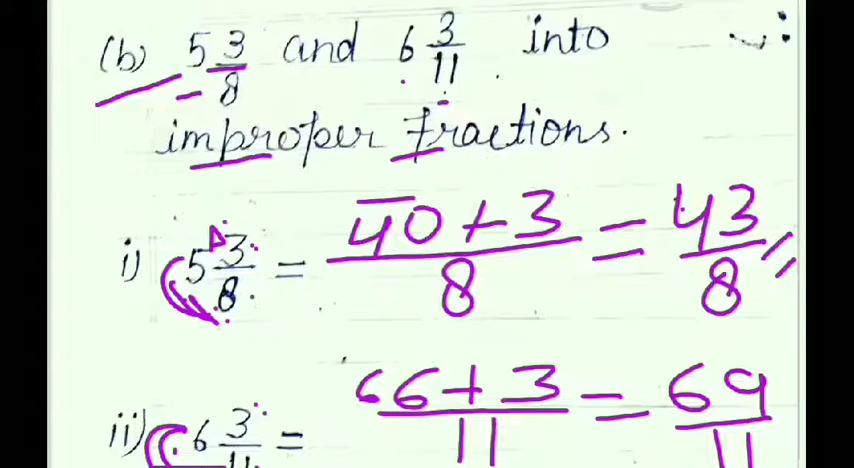 (b) 5 3/8 and 6 3/11 into
improper fractions.
i) 5 3/8 = 40+3/8 = 43/8
ii) 6 3/11 = 66+3/11 = 69/11